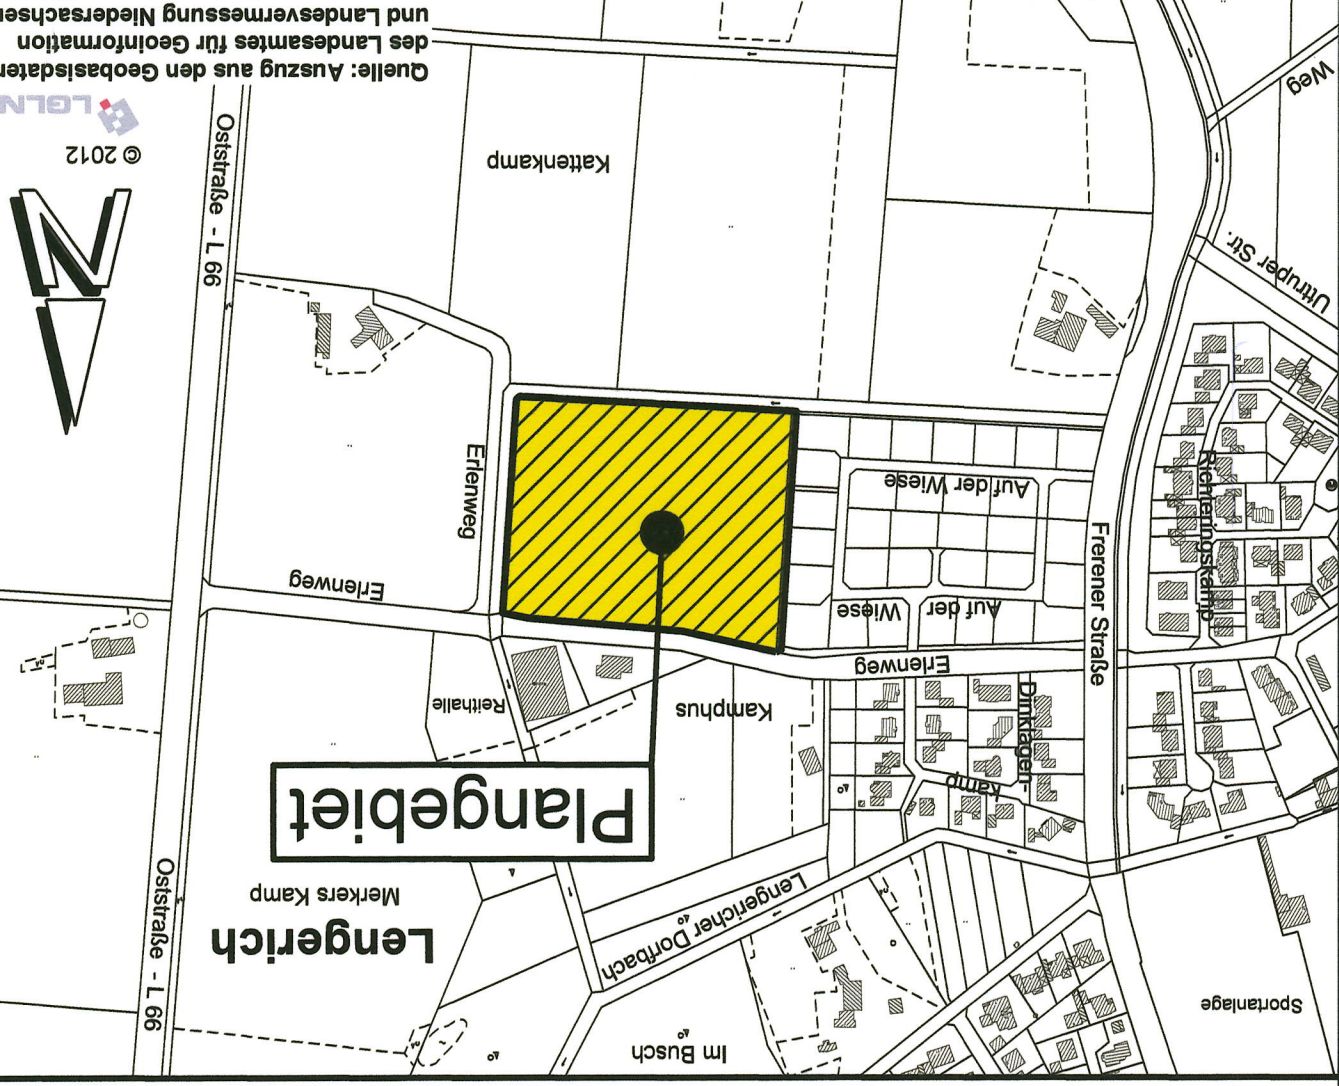 Sportanlage
Im Busch
Oststraße - L 66
Lengericher Dorfbach
Lengerich
Merkers Kamp
Plangebiet
Dinklagen-
kamp
Kamphus
Reithalle
Erlenweg
Frerener Straße
Richteringskamp
Auf der Wiese
Erlenweg
Auf der Wiese
Erlenweg
Uttruper Str.
Kattenkamp
Oststraße - L 66
Weg
N
© 2012
LGLN
Quelle: Auszug aus den Geobasisdaten
des Landesamtes für Geoinformation
und Landesvermessung Niedersachsen